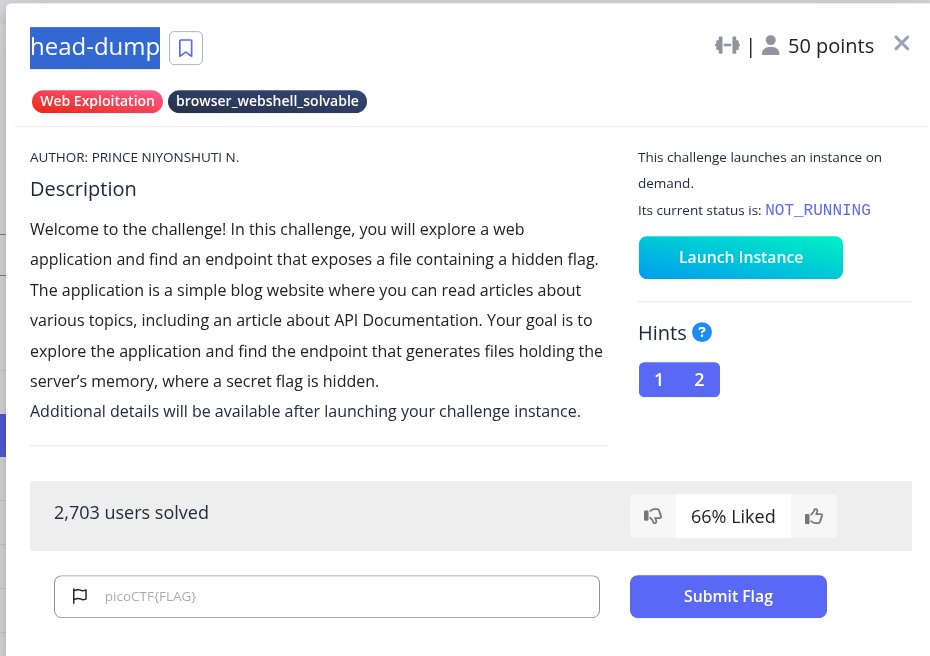 head-dump
| 50 points
Web Exploitation
browser_webshell_solvable
AUTHOR: PRINCE NIYONSHUTI N.
Description
Welcome to the challenge! In this challenge, you will explore a web
application and find an endpoint that exposes a file containing a hidden flag.
The application is a simple blog website where you can read articles about
various topics, including an article about API Documentation. Your goal is to
explore the application and find the endpoint that generates files holding the
server’s memory, where a secret flag is hidden.
Additional details will be available after launching your challenge instance.
This challenge launches an instance on
demand.
Its current status is: NOT_RUNNING
Launch Instance
Hints ?
1 2
2,703 users solved
66% Liked
picoCTF{FLAG}
Submit Flag